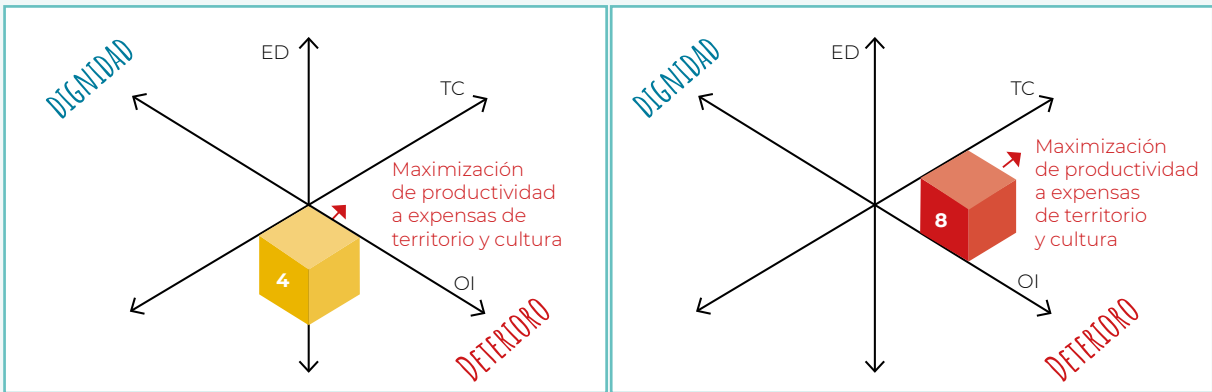 DIGNIDAD
ED
TC
Maximización
de productividad
a expensas de
territorio y cultura
4
OI
DETERIORO
DIGNIDAD
ED
TC
Maximización
de productividad
a expensas
de territorio
y cultura
8
OI
DETERIORO